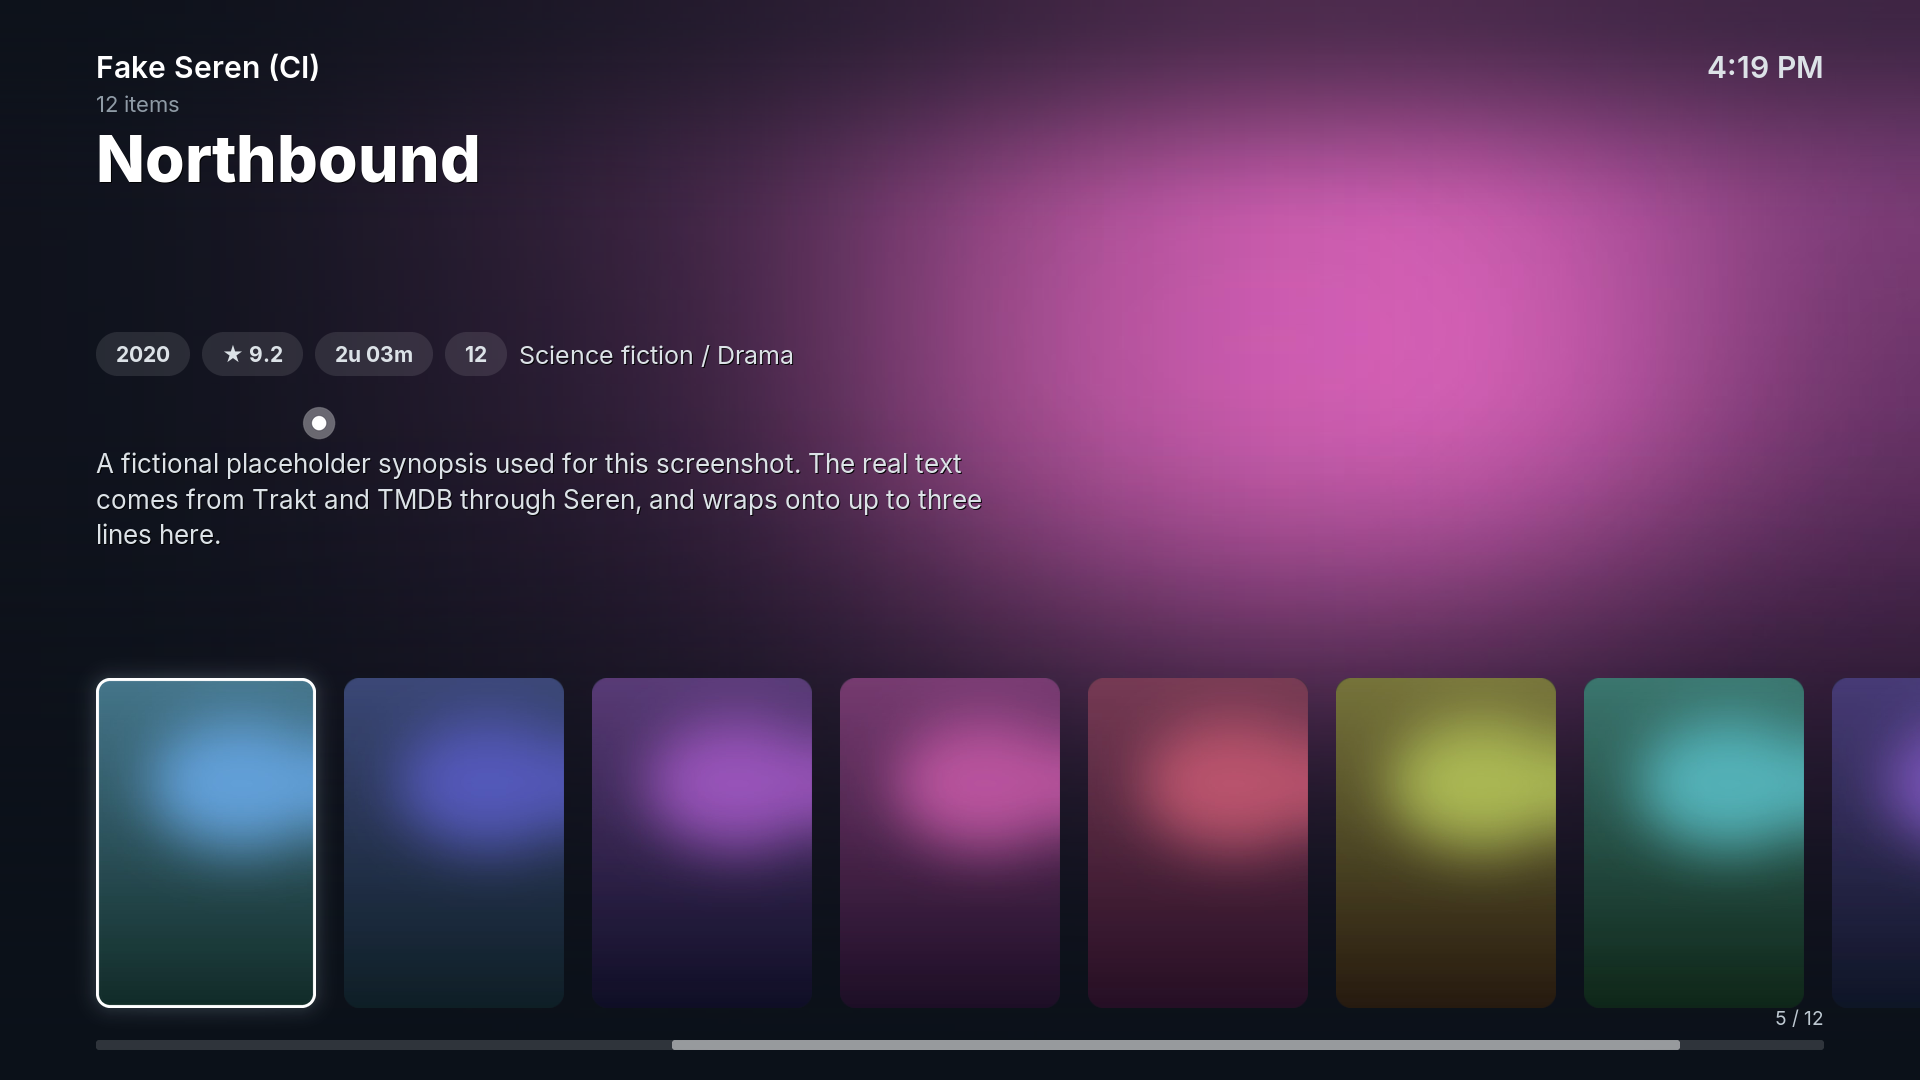 Fake Seren (CI)
4:19 PM
12 items
Northbound
2020 ★ 9.2 2u 03m 12 Science fiction / Drama
A fictional placeholder synopsis used for this screenshot. The real text
comes from Trakt and TMDB through Seren, and wraps onto up to three
lines here.
5 / 12